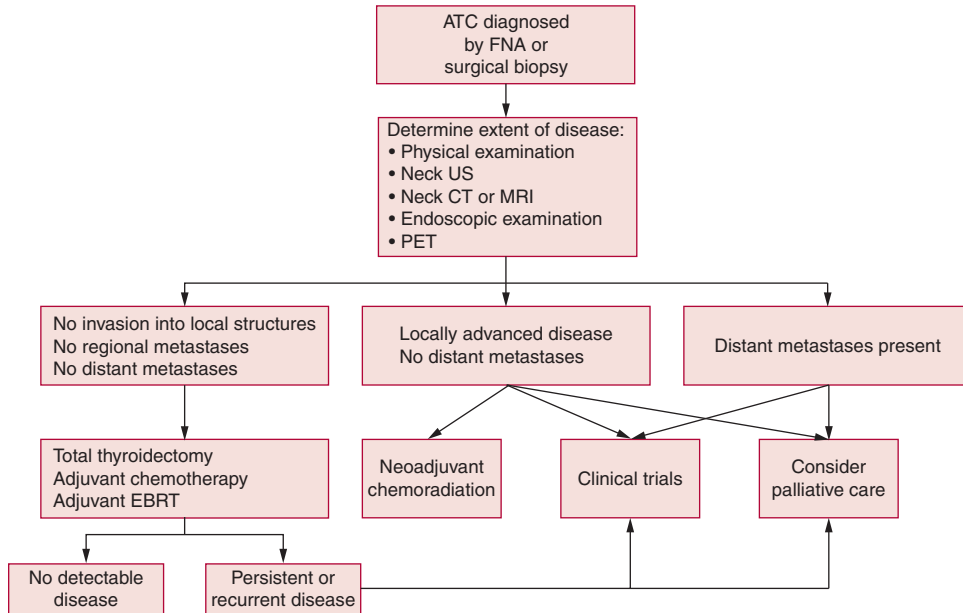 ATC diagnosed
by FNA or
surgical biopsy
Determine extent of disease:
• Physical examination
• Neck US
• Neck CT or MRI
• Endoscopic examination
• PET
No invasion into local structures
No regional metastases
No distant metastases
Locally advanced disease
No distant metastases
Distant metastases present
Total thyroidectomy
Adjuvant chemotherapy
Adjuvant EBRT
Neoadjuvant
chemoradiation
Clinical trials
Consider
palliative care
No detectable
disease
Persistent or
recurrent disease